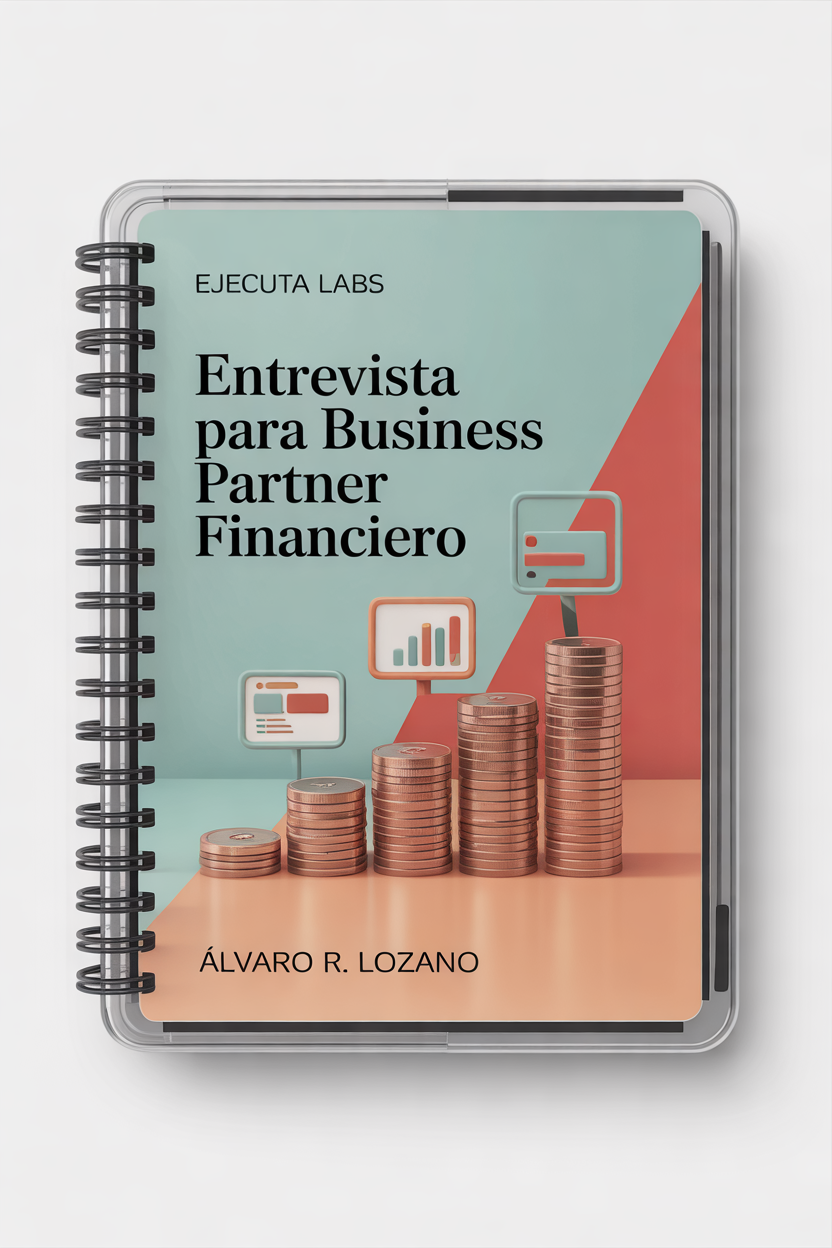 EJECUTA LABS
Entrevista
para Business
Partner
Financiero
ÁLVARO R. LOZANO